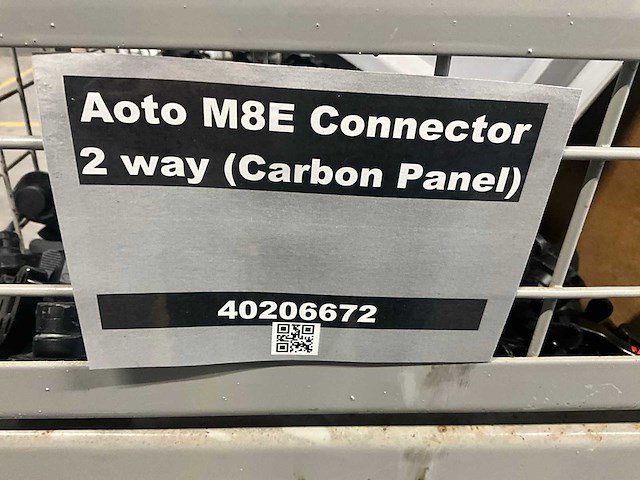 Aoto M8E Connector
2 way (Carbon Panel)
40206672